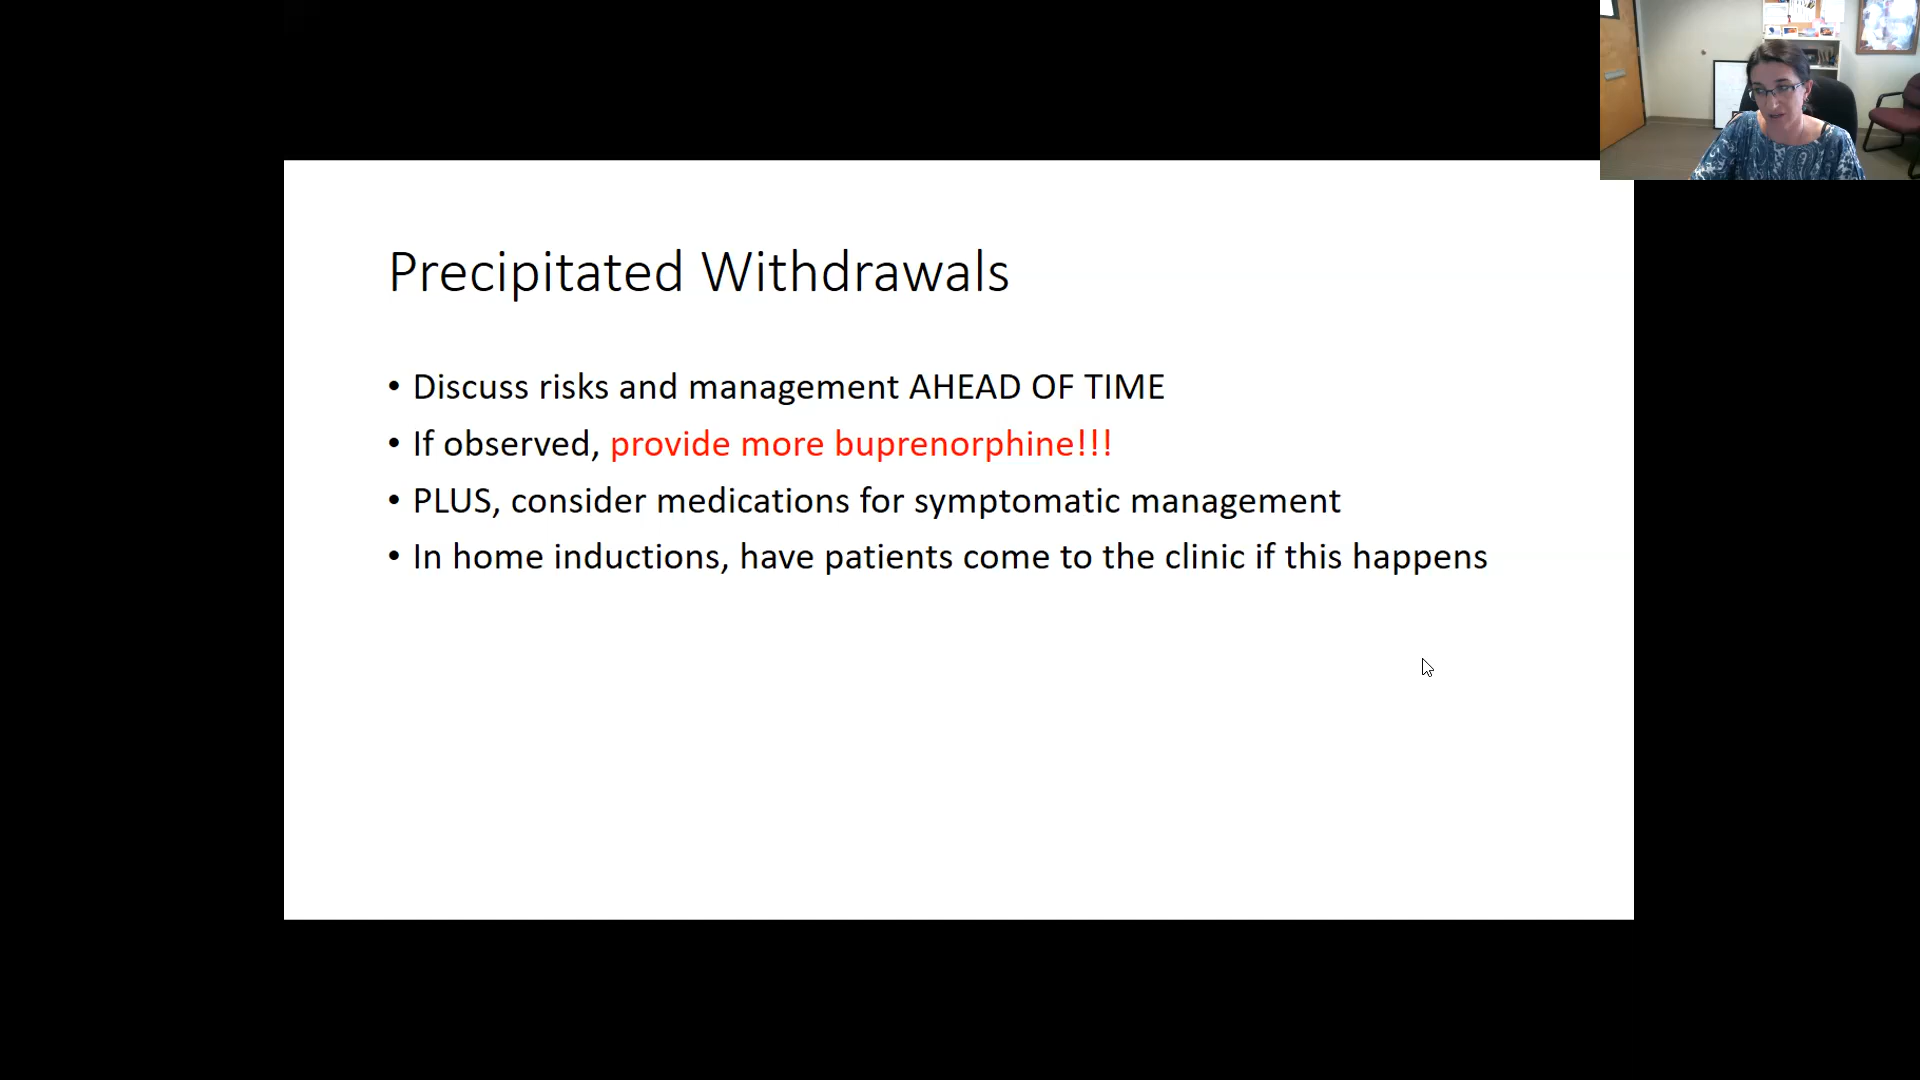 Precipitated Withdrawals
• Discuss risks and management AHEAD OF TIME
• If observed, provide more buprenorphine!!!
• PLUS, consider medications for symptomatic management
• In home inductions, have patients come to the clinic if this happens